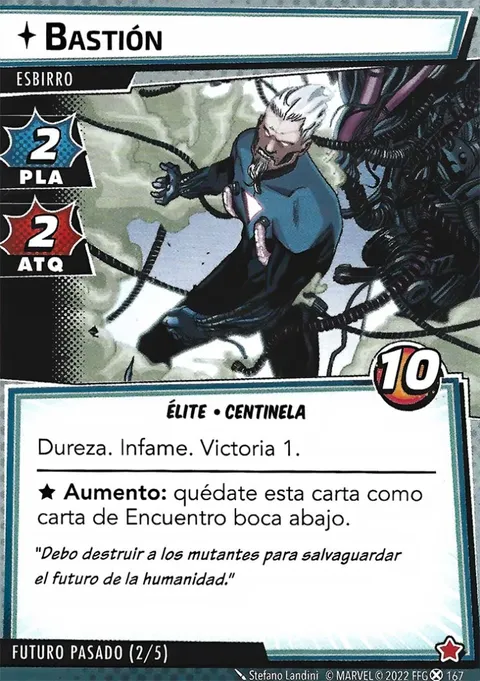 BASTIÓN
ESBIRRO
2
PLA
2
ATQ
10
ÉLITE • CENTINELA
Dureza. Infame. Victoria 1.
★ Aumento: quédate esta carta como
carta de Encuentro boca abajo.
"Debo destruir a los mutantes para salvaguardar
el futuro de la humanidad."
FUTURO PASADO (2/5)
Stefano Landini © MARVEL © 2022 FFG 167